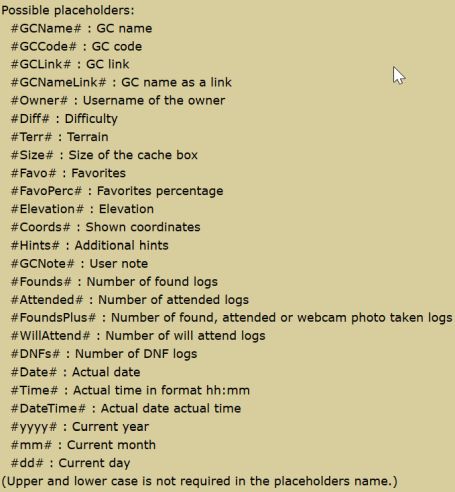 Possible placeholders:
#GCName# : GC name
#GCCode# : GC code
#GCLink# : GC link
#GCNameLink# : GC name as a link
#Owner# : Username of the owner
#Diff# : Difficulty
#Terr# : Terrain
#Size# : Size of the cache box
#Favo# : Favorites
#FavoPerc# : Favorites percentage
#Elevation# : Elevation
#Coords# : Shown coordinates
#Hints# : Additional hints
#GCNote# : User note
#Founds# : Number of found logs
#Attended# : Number of attended logs
#FoundsPlus# : Number of found, attended or webcam photo taken logs
#WillAttend# : Number of will attend logs
#DNFs# : Number of DNF logs
#Date# : Actual date
#Time# : Actual time in format hh:mm
#DateTime# : Actual date actual time
#yyyy# : Current year
#mm# : Current month
#dd# : Current day
(Upper and lower case is not required in the placeholders name.)